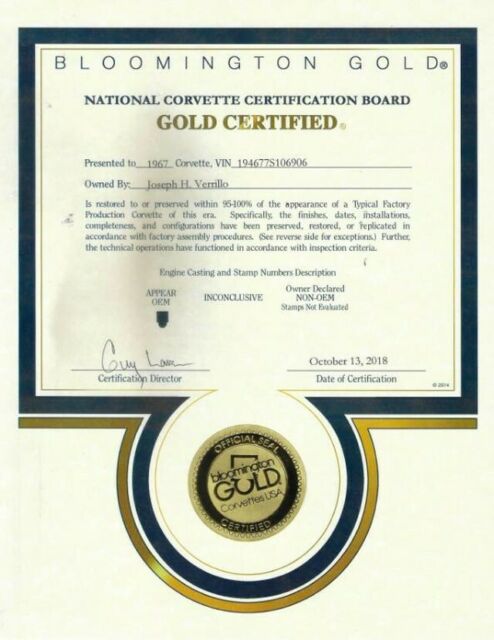 BLOOMINGTON GOLD®
NATIONAL CORVETTE CERTIFICATION BOARD
GOLD CERTIFIED®
Presented to 1967 Corvette, VIN 194677S106906
Owned By: Joseph H. Verrillo
Is restored to or preserved within 95-100% of the appearance of a Typical Factory
Production Corvette of this era. Specifically, the finishes, dates, installations,
completeness, and configurations have been preserved, restored, or replicated in
accordance with factory assembly procedures. (See reverse side for exceptions.) Further,
the technical operations have functioned in accordance with inspection criteria.
Engine Casting and Stamp Numbers Description
APPEAR
OEM
INCONCLUSIVE
Owner Declared
NON-OEM
Stamps Not Evaluated
Certification Director
October 13, 2018
Date of Certification
© 2014
OFFICIAL SEAL
bloomington
GOLD
Corvettes USA
CERTIFIED